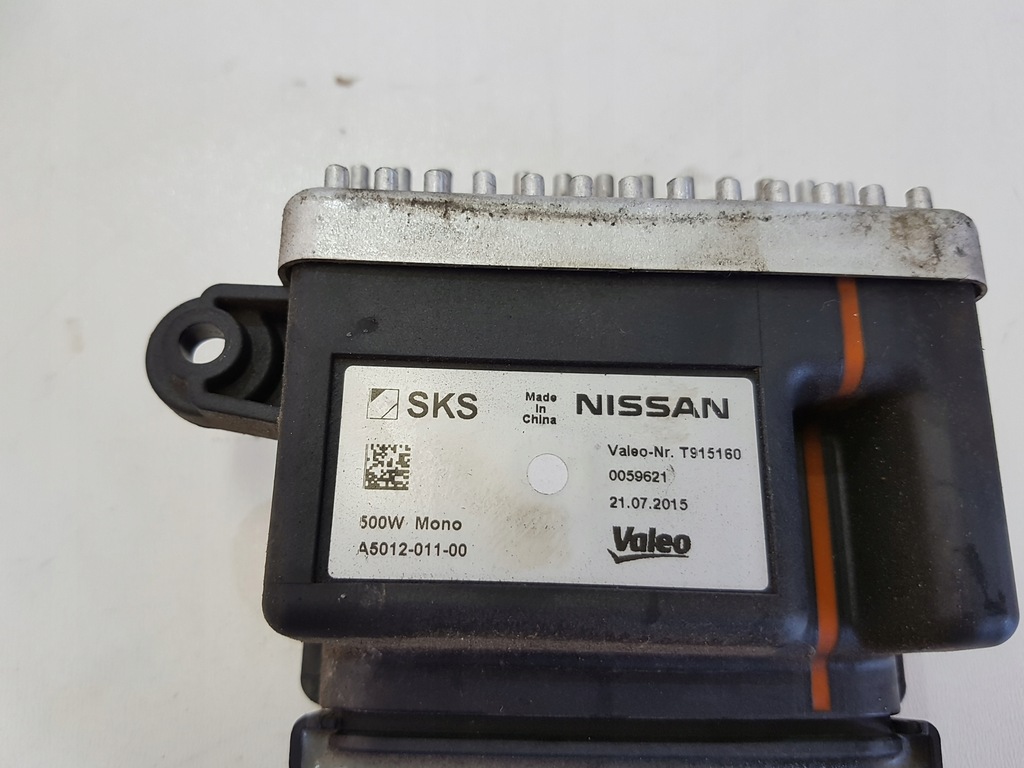 SKS
Made
in
China
NISSAN
Valeo-Nr. T915160
0059621
21.07.2015
500W Mono
A5012-011-00
Valeo